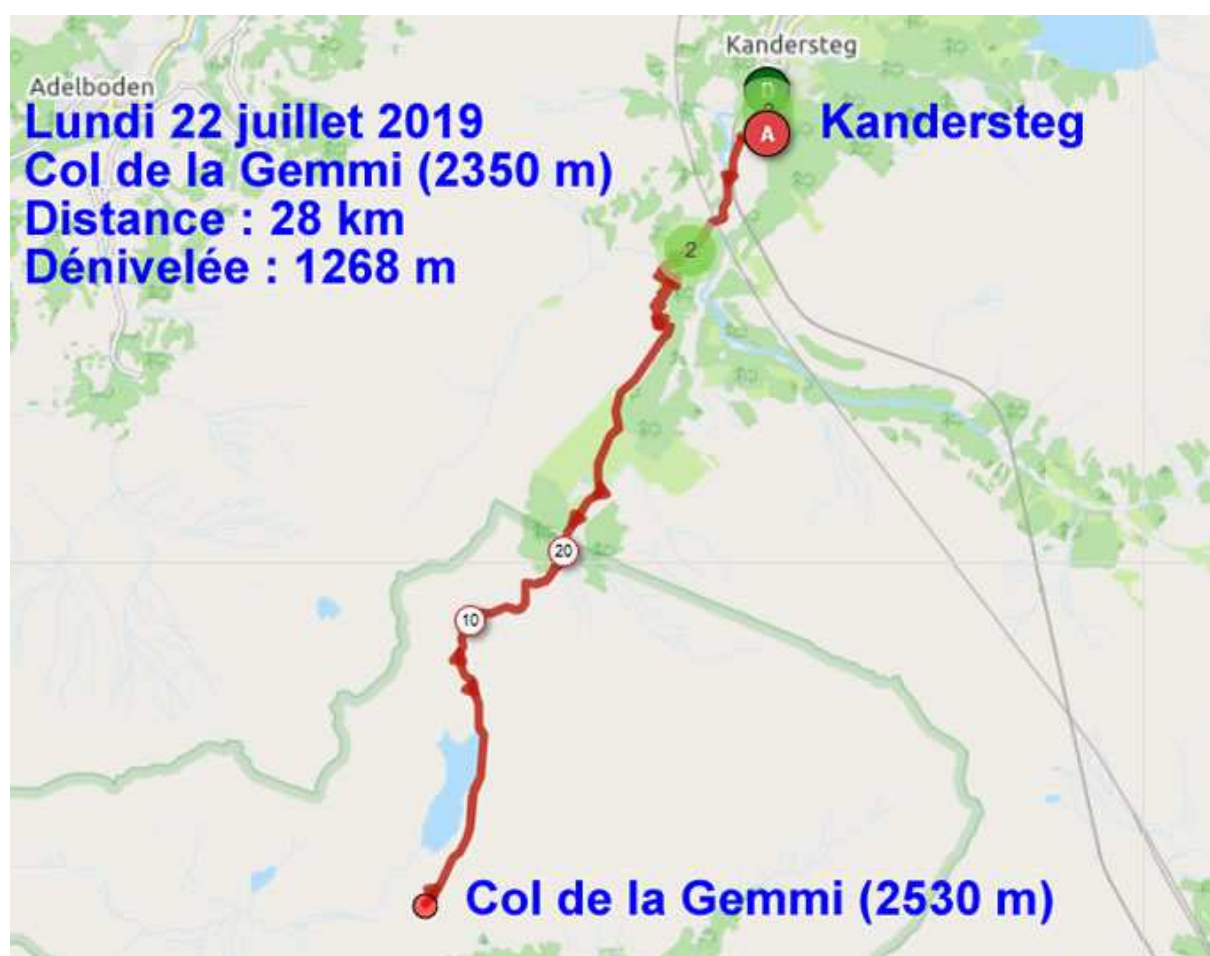 Kandersteg
Adelboden
Lundi 22 juillet 2019
Col de la Gemmi (2350 m)
Distance : 28 km
Dénivelée : 1268 m
A
Kandersteg
2
20
10
Col de la Gemmi (2530 m)